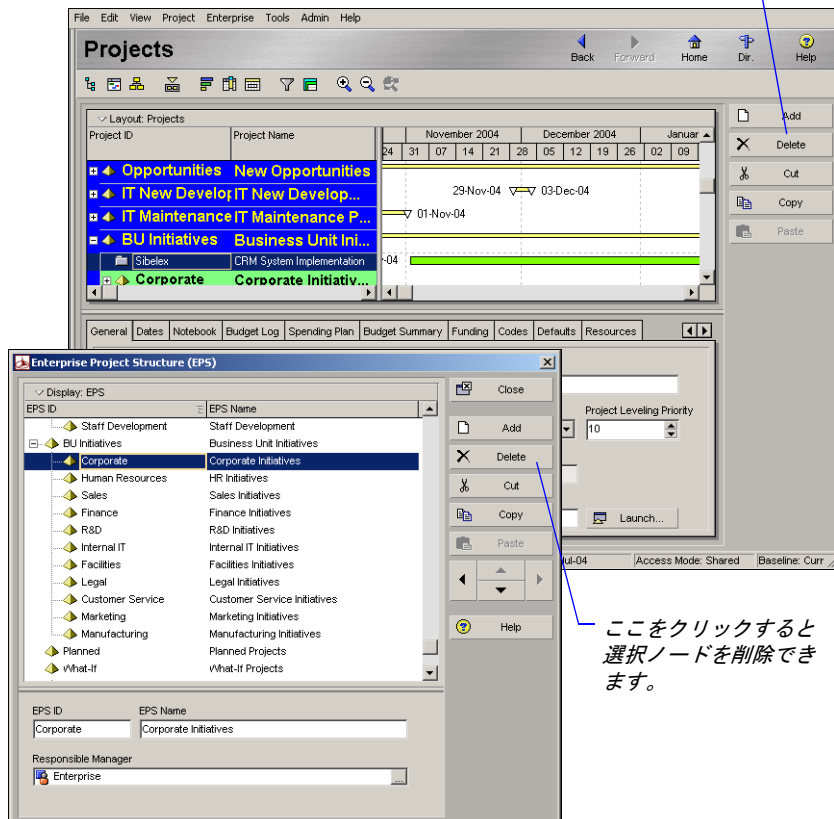 File Edit View Project Enterprise Tools Admin Help
Projects
Back Forward Home Dir. Help
Layout: Projects
Project ID Project Name
November 2004 December 2004 Januar
24 31 07 14 21 28 05 12 19 26 02 09
Opportunities New Opportunities
IT New Develop IT New Develop...
29-Nov-04 03-Dec-04
IT Maintenance IT Maintenance P...
01-Nov-04
BU Initiatives Business Unit Ini...
Sibelex CRM System Implementation
-04
Corporate Corporate Initiativ...
Add
Delete
Cut
Copy
Paste
General Dates Notebook Budget Log Spending Plan Budget Summary Funding Codes Defaults Resources
Project Leveling Priority
10
Launch...
Jul-04 Access Mode: Shared Baseline: Curr
Enterprise Project Structure (EPS)
Display: EPS
EPS ID EPS Name
Staff Development Staff Development
BU Initiatives Business Unit Initiatives
Corporate Corporate Initiatives
Human Resources HR Initiatives
Sales Sales Initiatives
Finance Finance Initiatives
R&D R&D Initiatives
Internal IT Internal IT Initiatives
Facilities Facilities Initiatives
Legal Legal Initiatives
Customer Service Customer Service Initiatives
Marketing Marketing Initiatives
Manufacturing Manufacturing Initiatives
Planned Planned Projects
What-If What-If Projects
Close
Add
Delete
Cut
Copy
Paste
Help
EPS ID EPS Name
Corporate Corporate Initiatives
Responsible Manager
Enterprise
...
ここをクリックすると
選択ノードを削除でき
ます。